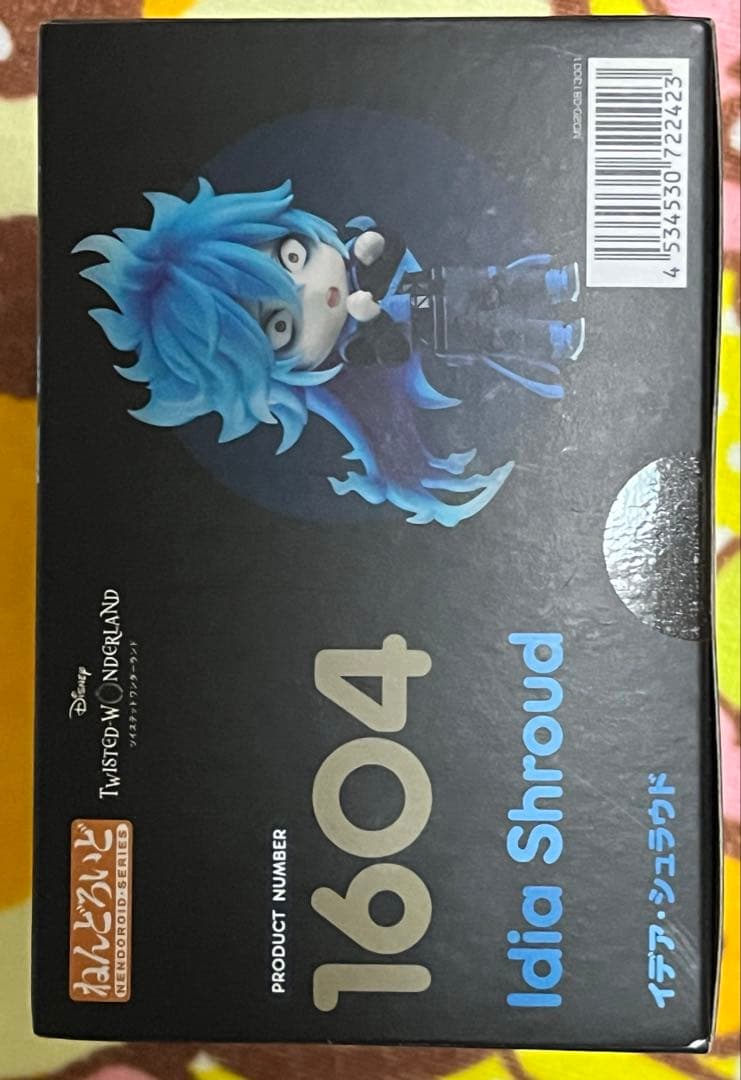 ねんどろいど
NENDOROID·SERIES
Disney
TWISTED-WONDERLAND
ツイステッドワンダーランド
PRODUCT NUMBER
1604
Idia Shroud
イデア・シュラウド
4 534530 722423